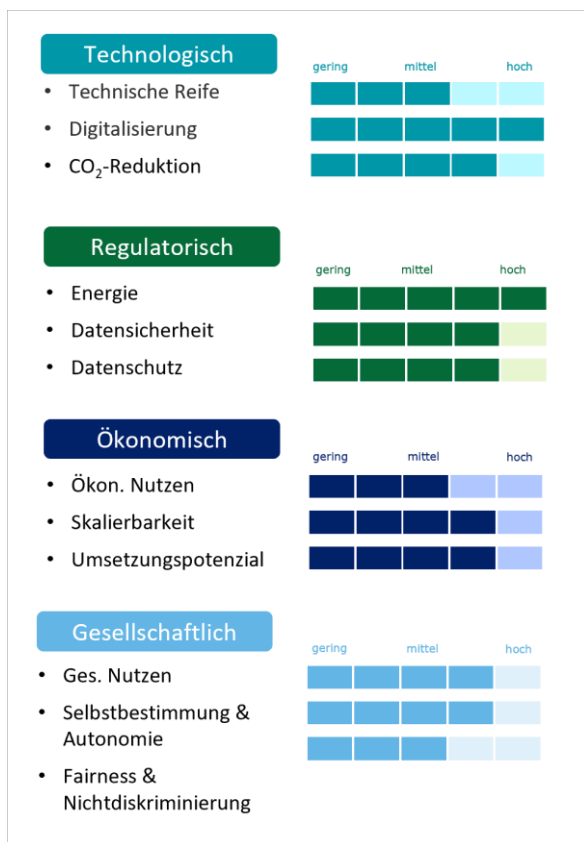 Technologisch
gering mittel hoch
• Technische Reife
• Digitalisierung
• CO₂-Reduktion
Regulatorisch
gering mittel hoch
• Energie
• Datensicherheit
• Datenschutz
Ökonomisch
gering mittel hoch
• Ökon. Nutzen
• Skalierbarkeit
• Umsetzungspotenzial
Gesellschaftlich
gering mittel hoch
• Ges. Nutzen
• Selbstbestimmung &
Autonomie
• Fairness &
Nichtdiskriminierung